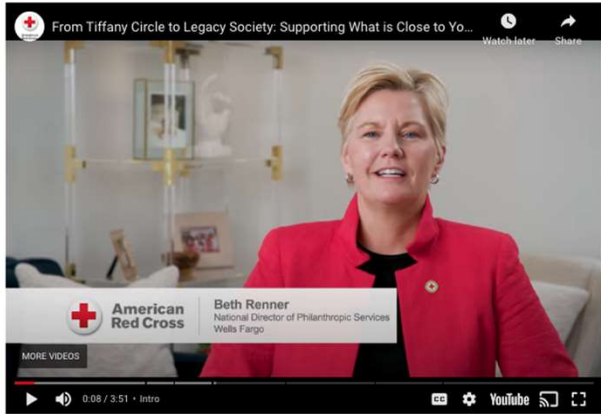 From Tiffany Circle to Legacy Society: Supporting What is Close to Yo...
Watch later
Share
American
Red Cross
Beth Renner
National Director of Philanthropic Services
Wells Fargo
MORE VIDEOS
0:08 / 3:51 • Intro
CC
YouTube